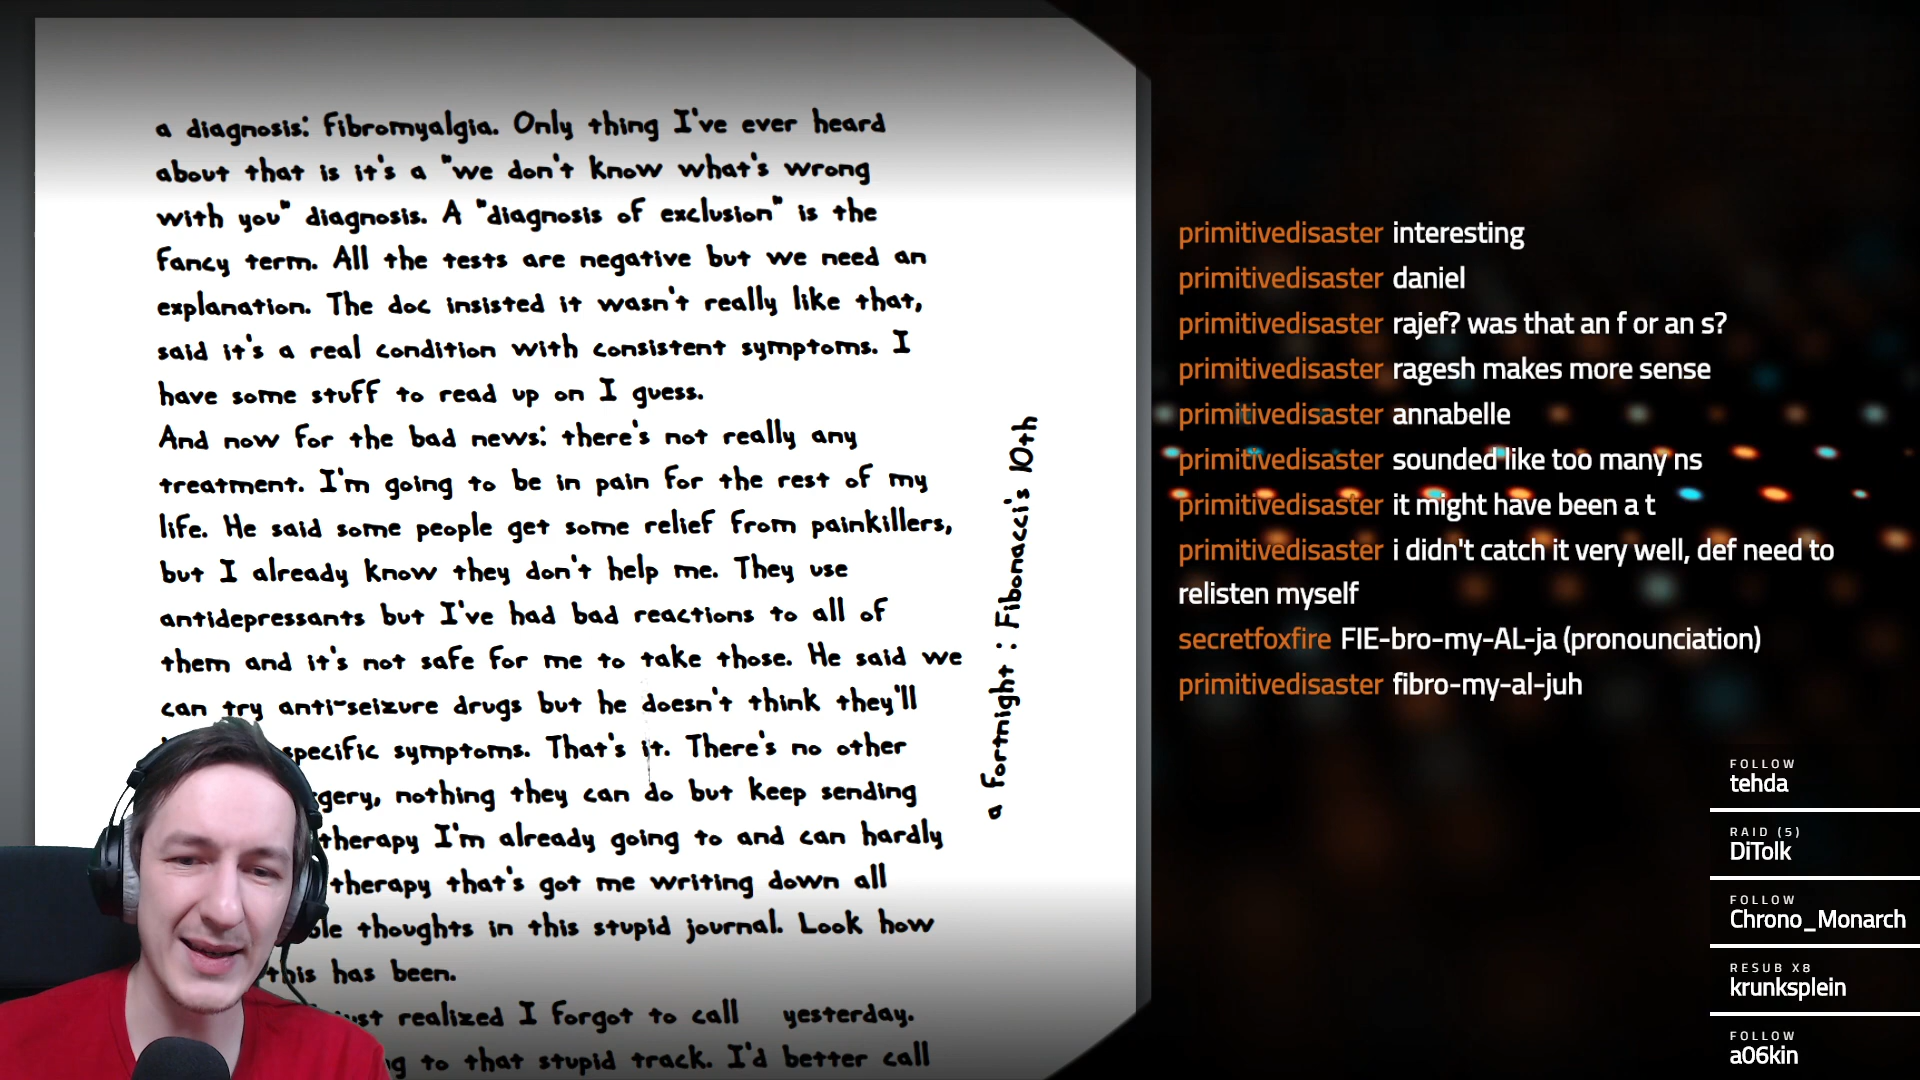 a diagnosis: Fibromyalgia. Only thing I've ever heard
about that is it's a "we don't know what's wrong
with you" diagnosis. A "diagnosis of exclusion" is the
fancy term. All the tests are negative but we need an
explanation. The doc insisted it wasn't really like that,
said it's a real condition with consistent symptoms. I
have some stuff to read up on I guess.
And now for the bad news: there's not really any
treatment. I'm going to be in pain for the rest of my
life. He said some people get some relief from painkillers,
but I already know they don't help me. They use
antidepressants but I've had bad reactions to all of
them and it's not safe for me to take those. He said we
can try anti-seizure drugs but he doesn't think they'll
specific symptoms. That's it. There's no other
gery, nothing they can do but keep sending
therapy I'm already going to and can hardly
therapy that's got me writing down all
ble thoughts in this stupid journal. Look how
this has been.
just realized I forgot to call yesterday.
g to that stupid track. I'd better call
a fortnight : Fibonacci's 10th
primitivedisaster interesting
primitivedisaster daniel
primitivedisaster rajef? was that an f or an s?
primitivedisaster ragesh makes more sense
primitivedisaster annabelle
primitivedisaster sounded like too many ns
primitivedisaster it might have been a t
primitivedisaster i didn't catch it very well, def need to
relisten myself
secretfoxfire FIE-bro-my-AL-ja (pronounciation)
primitivedisaster fibro-my-al-juh
FOLLOW
tehda
RAID (5)
DiTolk
FOLLOW
Chrono_Monarch
RESUB X8
krunksplein
FOLLOW
a06kin